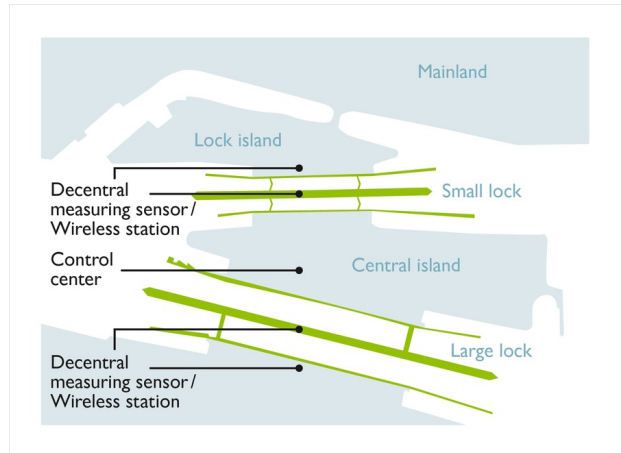 Mainland
Lock island
Decentral
measuring sensor/
Wireless station
Small lock
Control
center
Central island
Large lock
Decentral
measuring sensor/
Wireless station